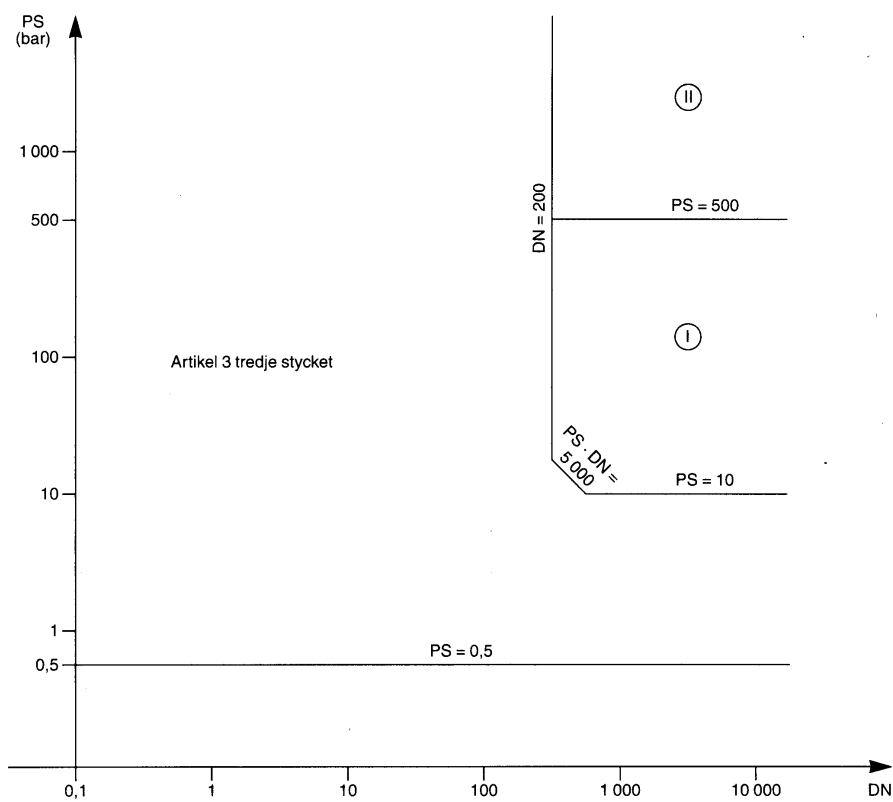 PS
(bar)
II
1 000
DN = 200
PS = 500
500
I
100
Artikel 3 tredje stycket
PS · DN =
5 000
PS = 10
10
1
PS = 0,5
0,5
0,1
1
10
100
1 000
10 000
DN